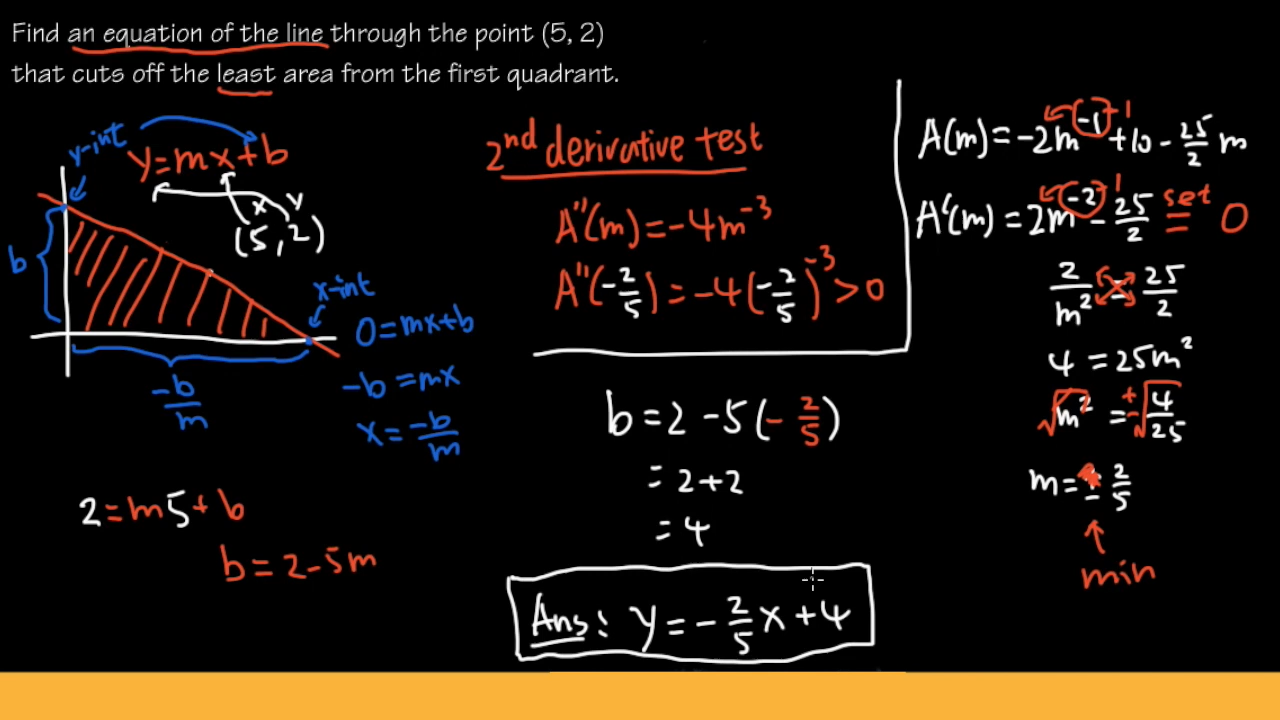 Find an equation of the line through the point (5, 2)
that cuts off the least area from the first quadrant.
y-int
y=mx+b
x y
(5,2)
b
x-int
0=mx+b
-b=mx
x=-b/m
-b/m
2=m5+b
b=2-5m
2nd derivative test
A''(m)=-4m^-3
A''(-2/5)=-4(-2/5)^-3>0
b=2-5(-2/5)
=2+2
=4
Ans: y=-2/5x+4
A(m)=-2m^-1+10-25/2m
-1
A'(m)=2m^-2-25/2 set= 0
1
2/m^2=25/2
4=25m^2
√m^2=±√4/25
m=±2/5
min